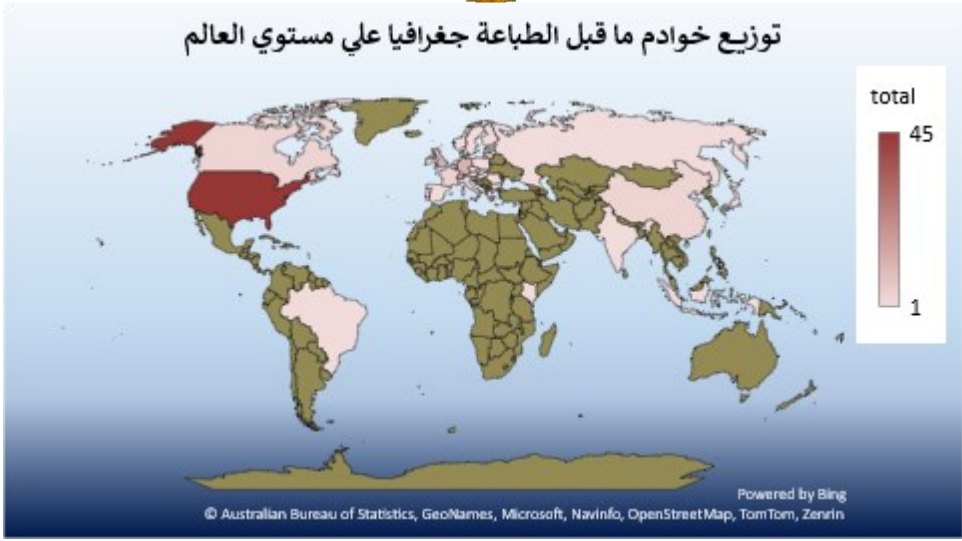 توزيع خوادم ما قبل الطباعة جغرافيا علي مستوي العالم
total
45
1
Powered by Bing
© Australian Bureau of Statistics, GeoNames, Microsoft, Navinfo, OpenStreetMap, TomTom, Zenrin